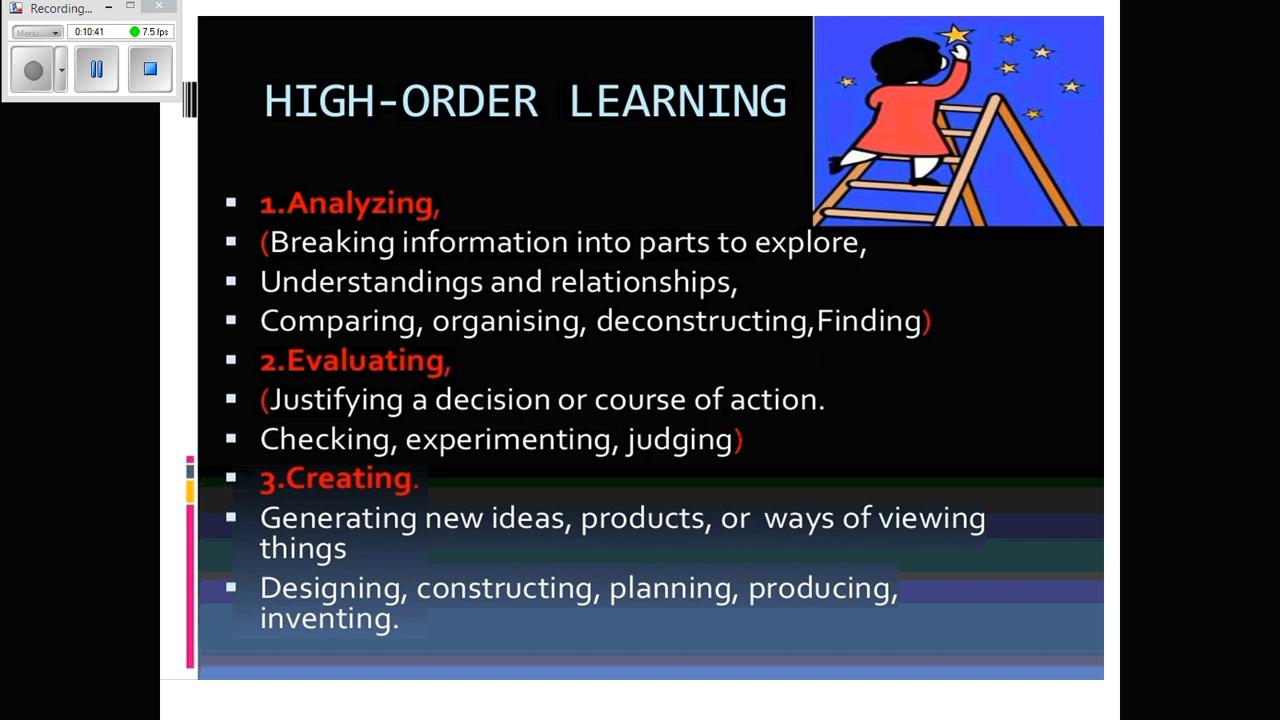 Recording...
Menu
0:10:41
7.5 fps
HIGH-ORDER LEARNING
1.Analyzing,
(Breaking information into parts to explore,
Understandings and relationships,
Comparing, organising, deconstructing,Finding)
2.Evaluating,
(Justifying a decision or course of action.
Checking, experimenting, judging)
3.Creating.
Generating new ideas, products, or ways of viewing
things
Designing, constructing, planning, producing,
inventing.